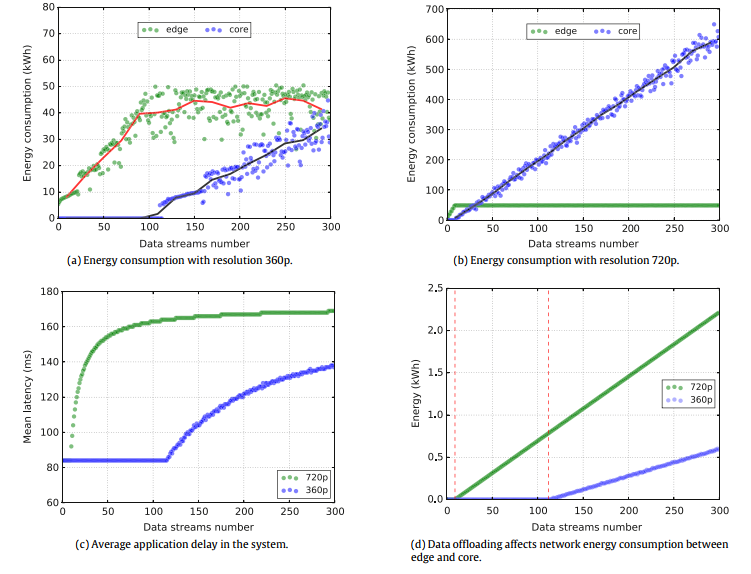 80
70
60
50
40
30
20
10
0
Energy consumption (kWh)
edge core
0 50 100 150 200 250 300
Data streams number
(a) Energy consumption with resolution 360p.
700
600
500
400
300
200
100
0
Energy consumption (kWh)
edge core
0 50 100 150 200 250 300
Data streams number
(b) Energy consumption with resolution 720p.
180
160
140
120
100
80
60
Mean latency (ms)
720p
360p
0 50 100 150 200 250 300
Data streams number
(c) Average application delay in the system.
2.5
2.0
1.5
1.0
0.5
0.0
Energy (kWh)
720p
360p
0 50 100 150 200 250 300
Data streams number
(d) Data offloading affects network energy consumption between
edge and core.